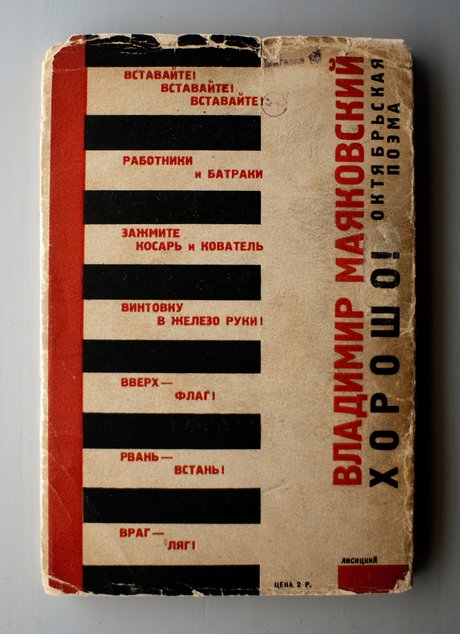 ВСТАВАЙТЕ!
ВСТАВАЙТЕ!
ВСТАВАЙТЕ!
РАБОТНИКИ
и БАТРАКИ
ЗАЖМИТЕ
КОСАРЬ и КОВАТЕЛЬ
ВИНТОВКУ
В ЖЕЛЕЗО РУКИ!
ВВЕРХ—
ФЛАГ!
РВАНЬ—
ВСТАНЬ!
ВРАГ—
ЛЯГ!
ВЛАДИМИР МАЯКОВСКИЙ
ХОРОШО!
ОКТЯБРЬСКАЯ
ПОЭМА
ЛИСИЦКИЙ
ЦЕНА 2 Р.